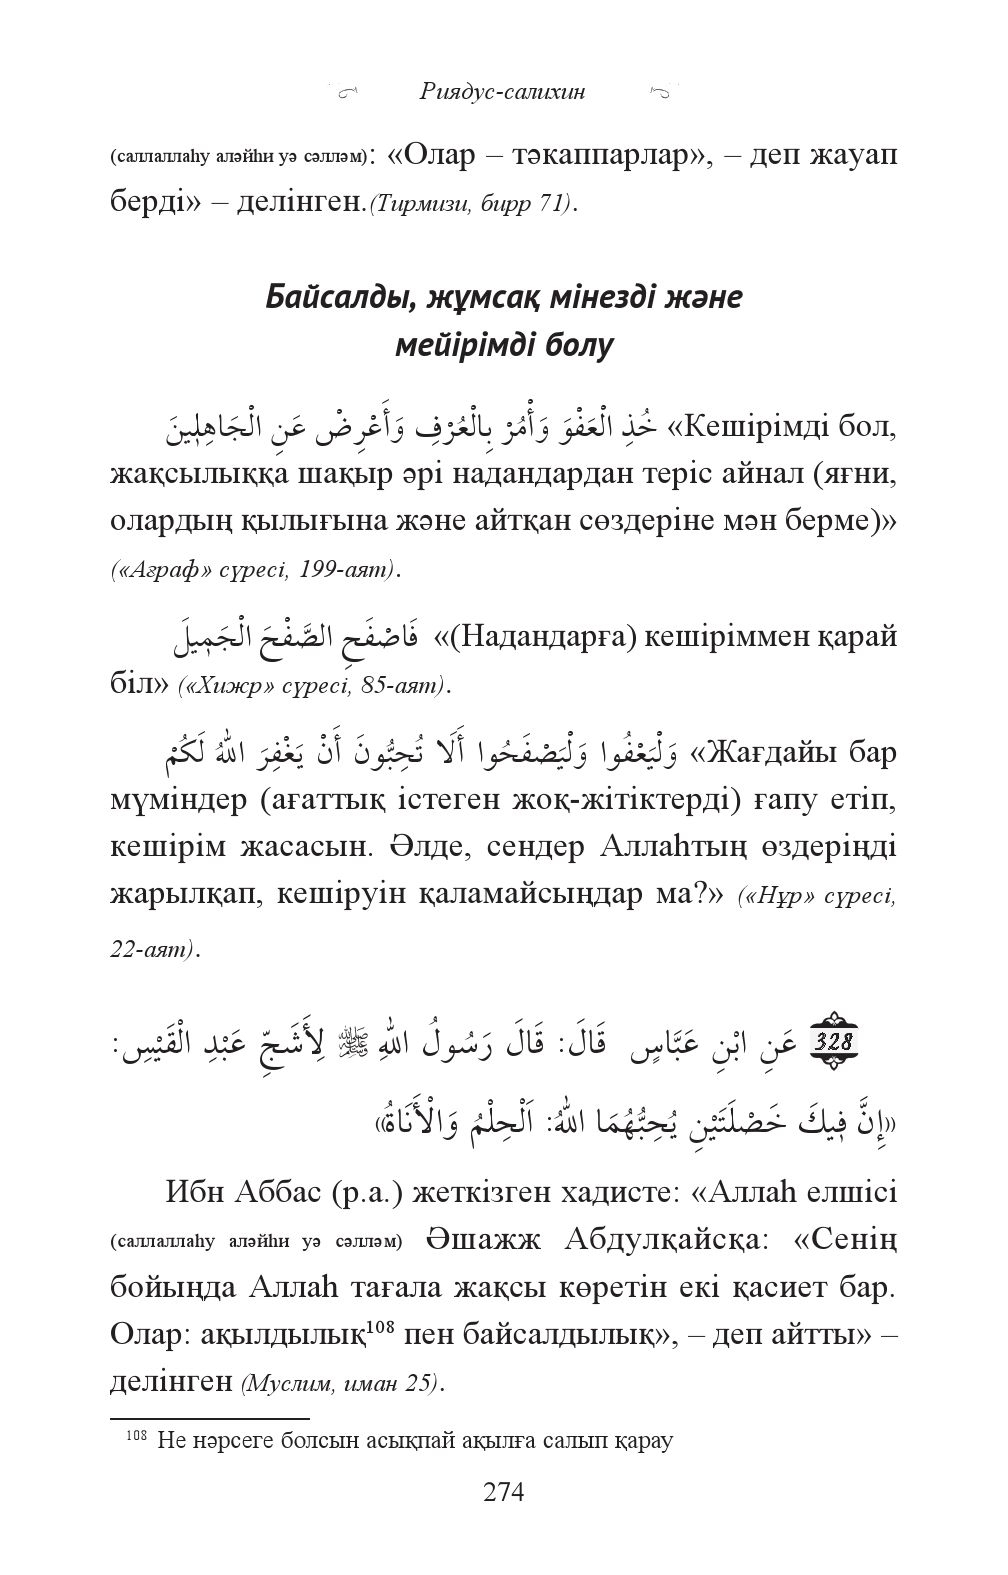 Риядус-салихин
(саллаллаһу аләйһи уә сәлләм): «Олар – тәкаппарлар», – деп жауап
берді» – делінген.(Тирмизи, бирр 71).
Байсалды, жұмсақ мінезді және
мейірімді болу
خُذِ الْعَفْوَ وَأْمُرْ بِالْعُرْفِ وَأَعْرِضْ عَنِ الْجَاهِلِينَ «Кешірімді бол,
жақсылыққа шақыр әрі надандардан теріс айнал (яғни,
олардың қылығына және айтқан сөздеріне мән берме)»
(«Ағраф» сүресі, 199-аят).
فَاصْفَحِ الصَّفْحَ الْجَمِيلَ «(Надандарға) кешіріммен қарай
біл» («Хижр» сүресі, 85-аят).
وَلْيَعْفُوا وَلْيَصْفَحُوا أَلَا تُحِبُّونَ أَنْ يَغْفِرَ اللهُ لَكُمْ «Жағдайы бар
мүміндер (ағаттық істеген жоқ-жітіктерді) ғапу етіп,
кешірім жасасын. Әлде, сендер Аллаһтың өздеріңді
жарылқап, кешіруін қаламайсыңдар ма?» («Нұр» сүресі,
22-аят).
328 عَنِ ابْنِ عَبَّاسٍ قَالَ: قَالَ رَسُولُ اللهِ ﷺ لِأَشَجِّ عَبْدِ الْقَيْسِ:
«إِنَّ فِيكَ خَصْلَتَيْنِ يُحِبُّهُمَا اللهُ: اَلْحِلْمُ وَالْأَنَاةُ»
Ибн Аббас (р.а.) жеткізген хадисте: «Аллаһ елшісі
(саллаллаһу аләйһи уә сәлләм) Әшажж Абдулқайсқа: «Сенің
бойыңда Аллаһ тағала жақсы көретін екі қасиет бар.
Олар: ақылдылық¹⁰⁸ пен байсалдылық», – деп айтты» –
делінген (Муслим, иман 25).
¹⁰⁸ Не нәрсеге болсын асықпай ақылға салып қарау
274